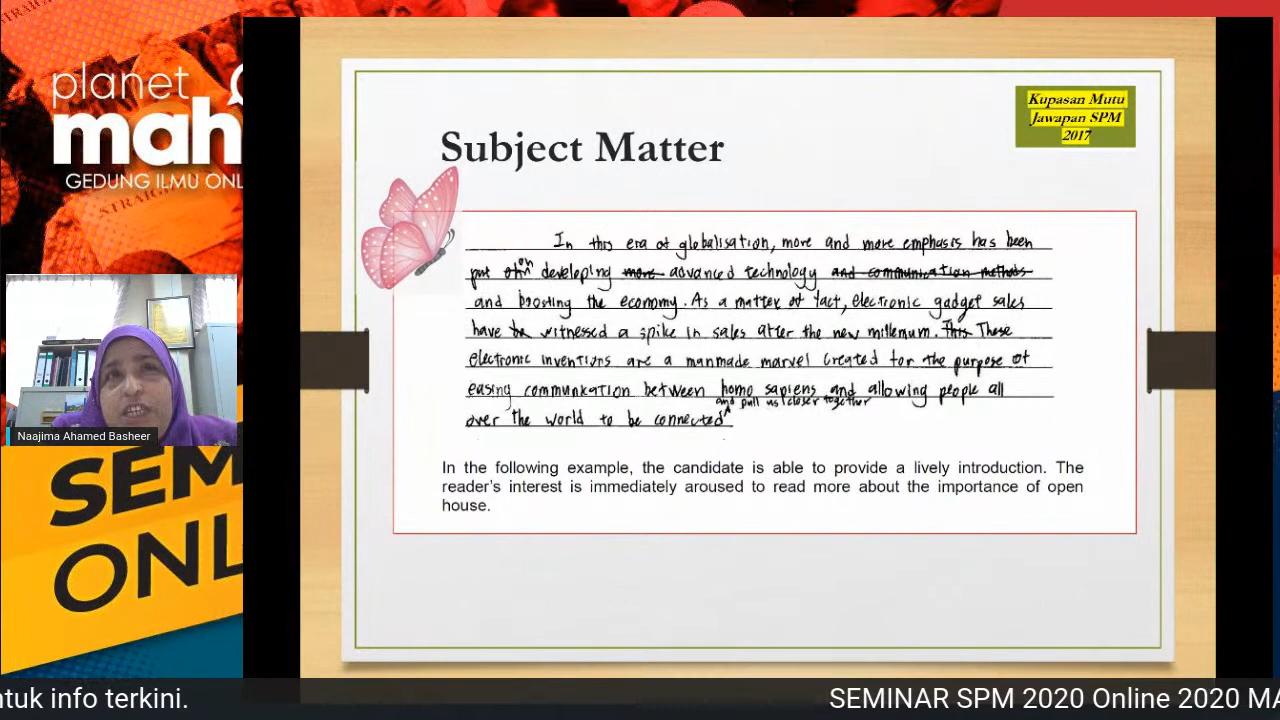 planet
mah
GEDUNG ILMU ONL
STRAIG
Naajima Ahamed Basheer
SEM
ONL
Kupasan Mutu
Jawapan SPM
2017
Subject Matter
In this era of globalisation, more and more emphasis has been
put on developing more advanced technology and communication methods
and boosting the economy. As a matter of fact, electronic gadget sales
have be witnessed a spike in sales after the new millenum. This These
electronic inventions are a manmade marvel created for the purpose of
easing communication between homo sapiens and allowing people all
and pull us closer together
over the world to be connected
In the following example, the candidate is able to provide a lively introduction. The
reader's interest is immediately aroused to read more about the importance of open
house.
ntuk info terkini.
SEMINAR SPM 2020 Online 2020 MA